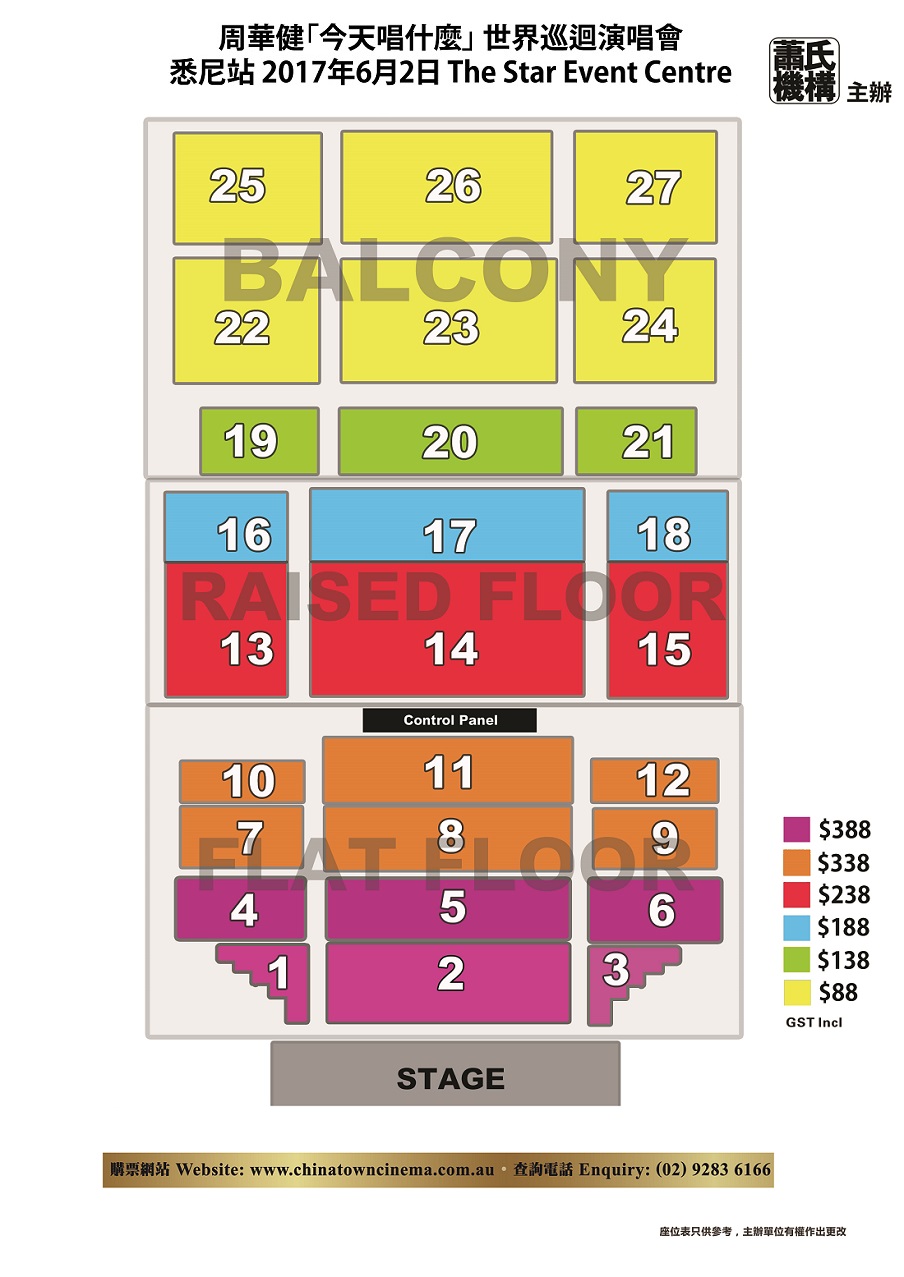 周華健「今天唱什麼」世界巡迴演唱會
悉尼站 2017年6月2日 The Star Event Centre
蕭氏
機構 主辦
25 26 27
BALCONY
22 23 24
19 20 21
16 17 18
RAISED FLOOR
13 14 15
Control Panel
10 11 12
7 8 9
FLAT FLOOR
4 5 6
1 2 3
$388
$338
$238
$188
$138
$88
GST Incl
STAGE
購票網站 Website: www.chinatowncinema.com.au • 查詢電話 Enquiry: (02) 9283 6166
座位表只供參考，主辦單位有權作出更改